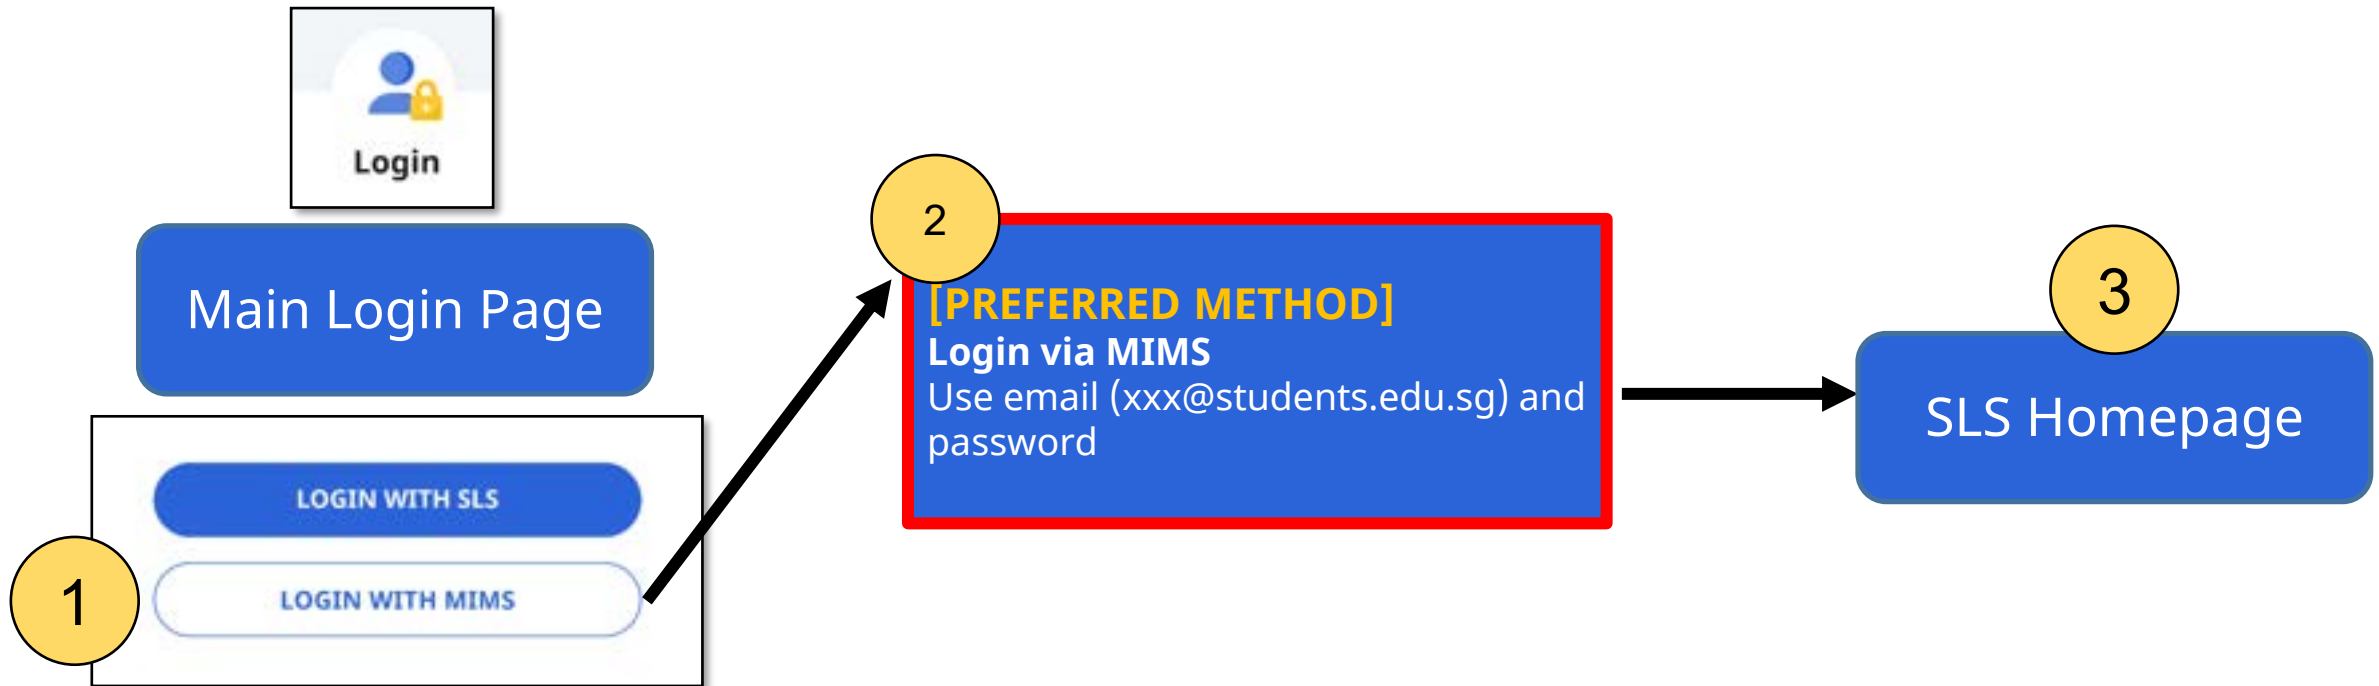 Login
Main Login Page
LOGIN WITH SLS
1
LOGIN WITH MIMS
2
[PREFERRED METHOD]
Login via MIMS
Use email (xxx@students.edu.sg) and
password
3
SLS Homepage